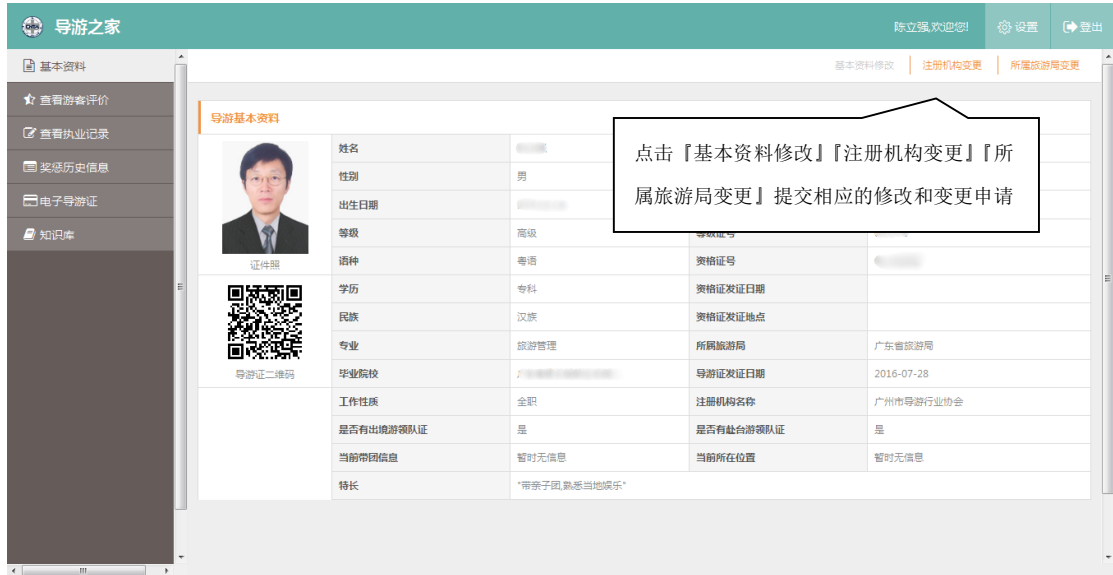 导游之家
陈立强,欢迎您!
设置
登出
基本资料
查看游客评价
查看执业记录
奖惩历史信息
电子导游证
知识库
基本资料修改
注册机构变更
所属旅游局变更
点击『基本资料修改』『注册机构变更』『所
属旅游局变更』提交相应的修改和变更申请
导游基本资料
证件照
导游证二维码
姓名
性别 男
出生日期
等级 高级 等级证号
语种 粤语 资格证号
学历 专科 资格证发证日期
民族 汉族 资格证发证地点
专业 旅游管理 所属旅游局 广东省旅游局
毕业院校 导游证发证日期 2016-07-28
工作性质 全职 注册机构名称 广州市导游行业协会
是否有出境游领队证 是 是否有赴台游领队证 是
当前带团信息 暂时无信息 当前所在位置 暂时无信息
特长 "带亲子团,熟悉当地娱乐"